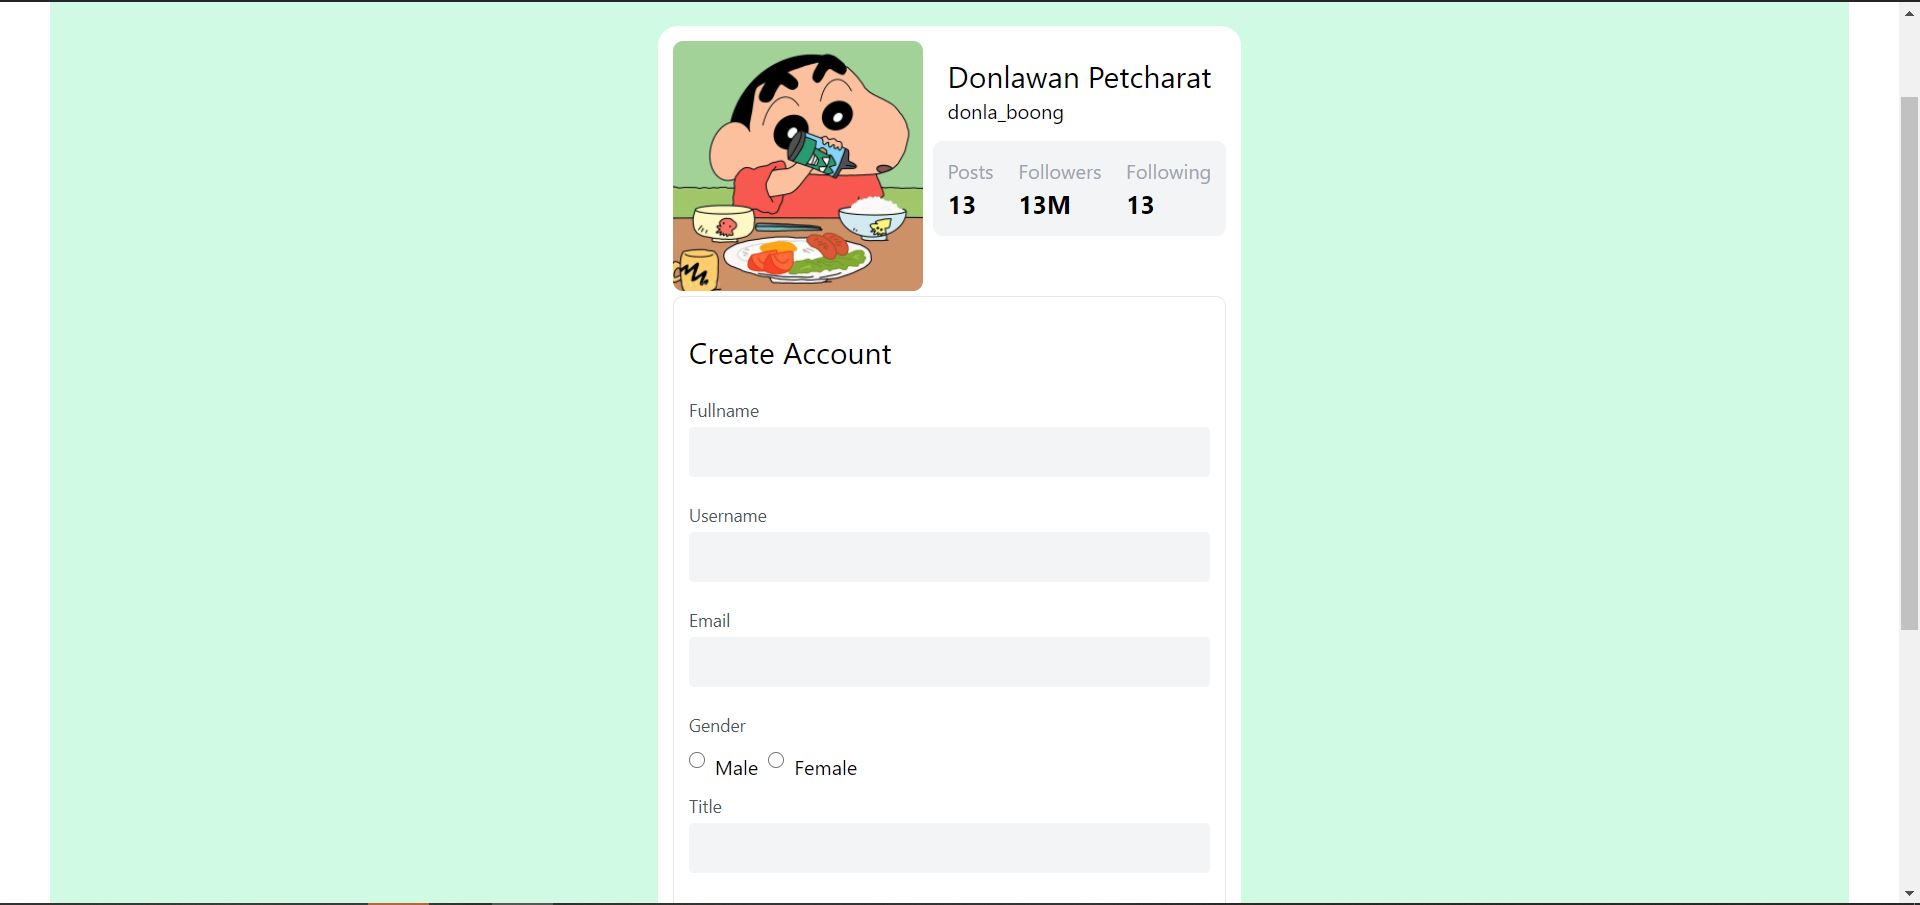 Donlawan Petcharat
donla_boong
Posts Followers Following
13 13M 13
Create Account
Fullname
Username
Email
Gender
Male Female
Title